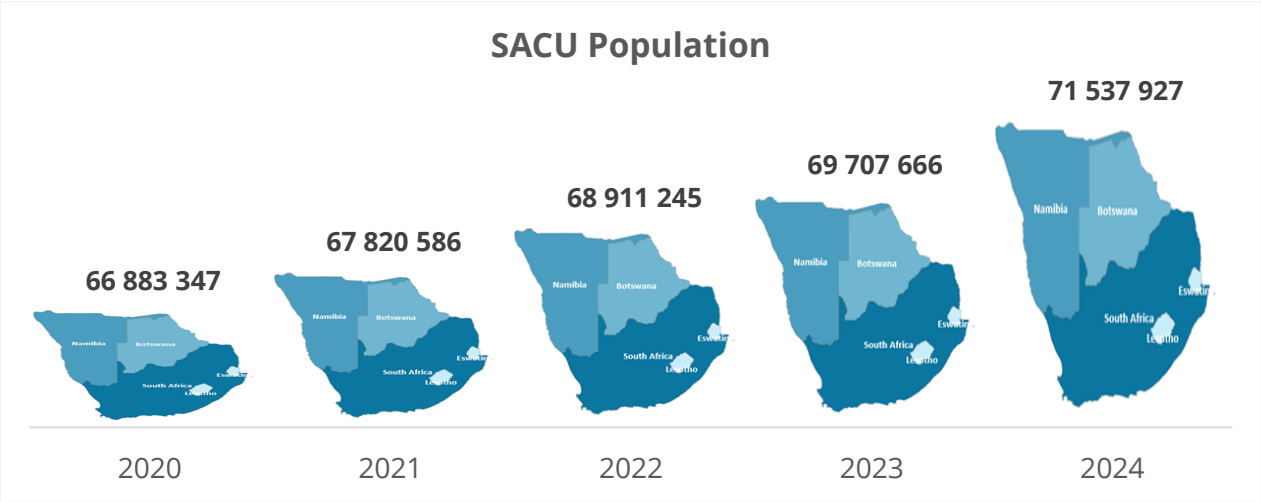 SACU Population
71 537 927
69 707 666
68 911 245
67 820 586
66 883 347
Namibia
Botswana
South Africa
Lesotho
Namibia
Botswana
South Africa
Lesotho
Namibia
Botswana
South Africa
Lesotho
Namibia
Botswana
South Africa
Lesotho
Namibia
Botswana
South Africa
Lesotho
2020
2021
2022
2023
2024